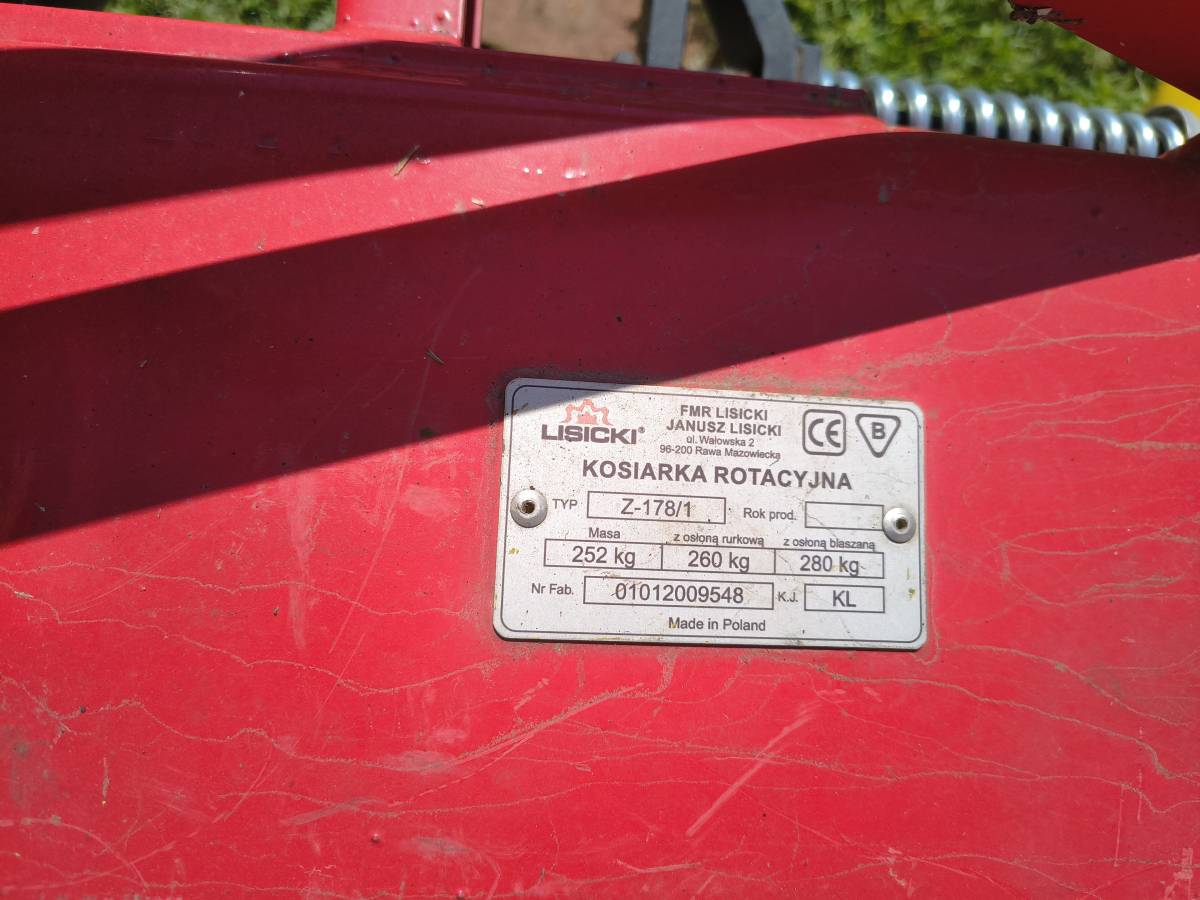 LISICKI®
FMR LISICKI
JANUSZ LISICKI
ul. Wałowska 2
96-200 Rawa Mazowiecka
CE
B
KOSIARKA ROTACYJNA
TYP Z-178/1 Rok prod.
Masa z osłoną rurkową z osłoną blaszaną
252 kg 260 kg 280 kg
Nr Fab. 01012009548 K.J. KL
Made in Poland